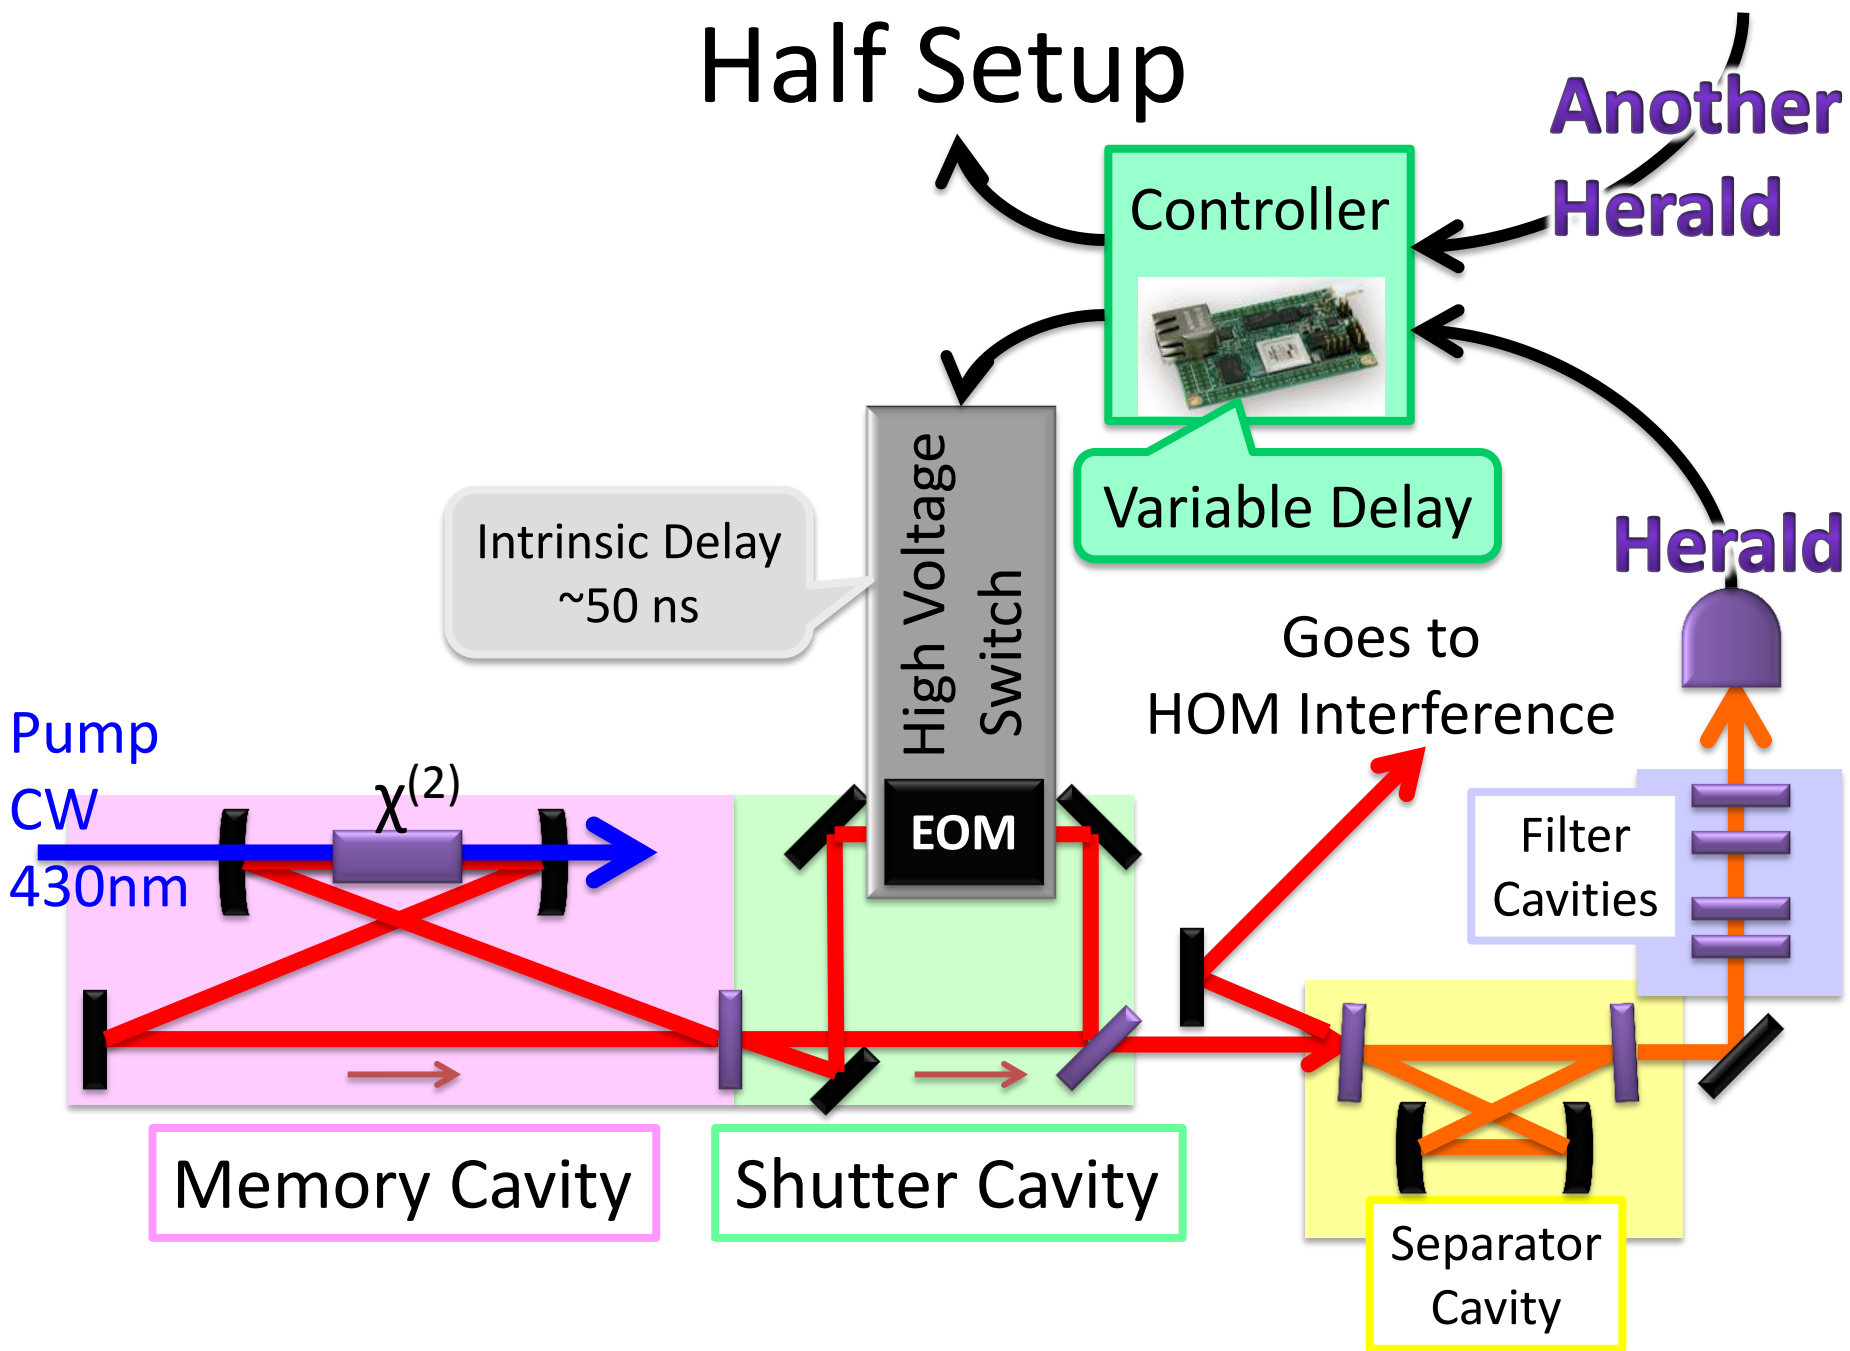 Half Setup
Another
Herald
Controller
Variable Delay
High Voltage
Switch
Intrinsic Delay
~50 ns
Herald
Goes to
HOM Interference
Pump
CW
430nm
χ(2)
EOM
Filter
Cavities
Memory Cavity
Shutter Cavity
Separator
Cavity